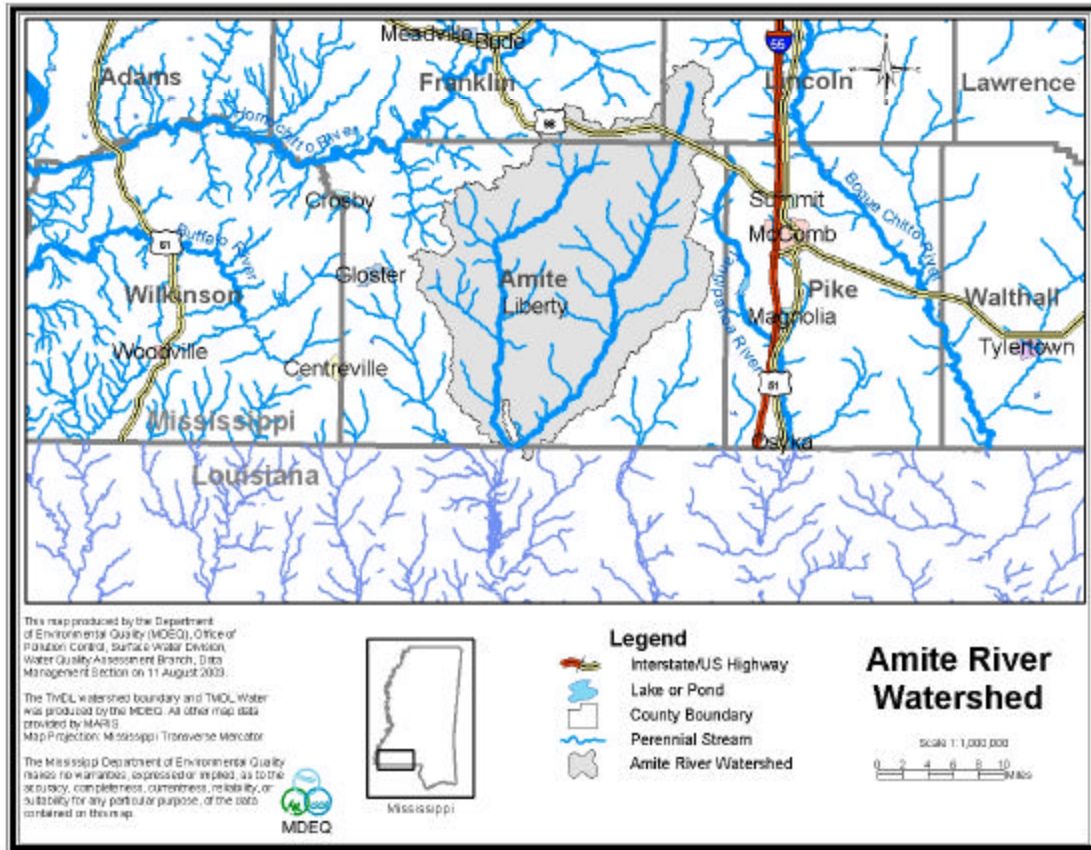 Meadville
Bude
55
Adams
Franklin
Lincoln
Lawrence
Homochitto River
98
Crosby
Summit
Bogue Chitto River
McComb
Buffalo River
61
Tangipahoa River
Gloster
Amite
Liberty
Wilkinson
Pike
Walthall
Magnolia
Tylertown
Woodville
Centreville
51
Mississippi
Osyka
Louisiana
This map produced by the Department
of Environmental Quality (MDEQ), Office of
Pollution Control, Surface Water Division,
Water Quality Assessment Branch, Data
Management Section on 11 August 2003.
The TMDL watershed boundary and TMDL Water
was produced by the MDEQ. All other map data
provided by MARIS.
Map Projection: Mississippi Transverse Mercator
The Mississippi Department of Environmental Quality
makes no warranties, expressed or implied, as to the
accuracy, completeness, currentness, reliability, or
suitability for any particular purpose, of the data
contained on this map.
MDEQ
Mississippi
Legend
Interstate/US Highway
Lake or Pond
County Boundary
Perennial Stream
Amite River Watershed
Amite River
Watershed
Scale 1:1,000,000
0 2 4 6 8 10
Miles